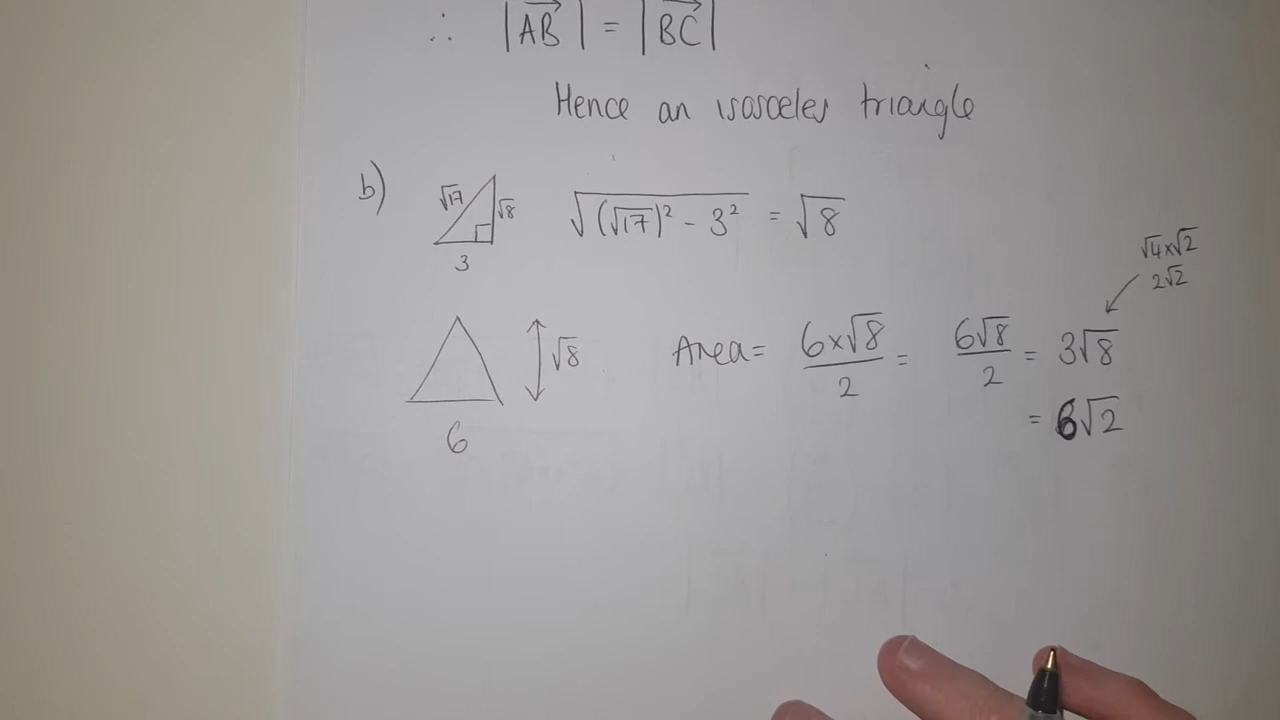 ∴ |AB→| = |BC→|
Hence an isosceles triangle
b) √17 √8 3 √((√17)² - 3²) = √8
√4×√2
2√2
√8 6 Area = 6×√8/2 = 6√8/2 = 3√8
= 6√2